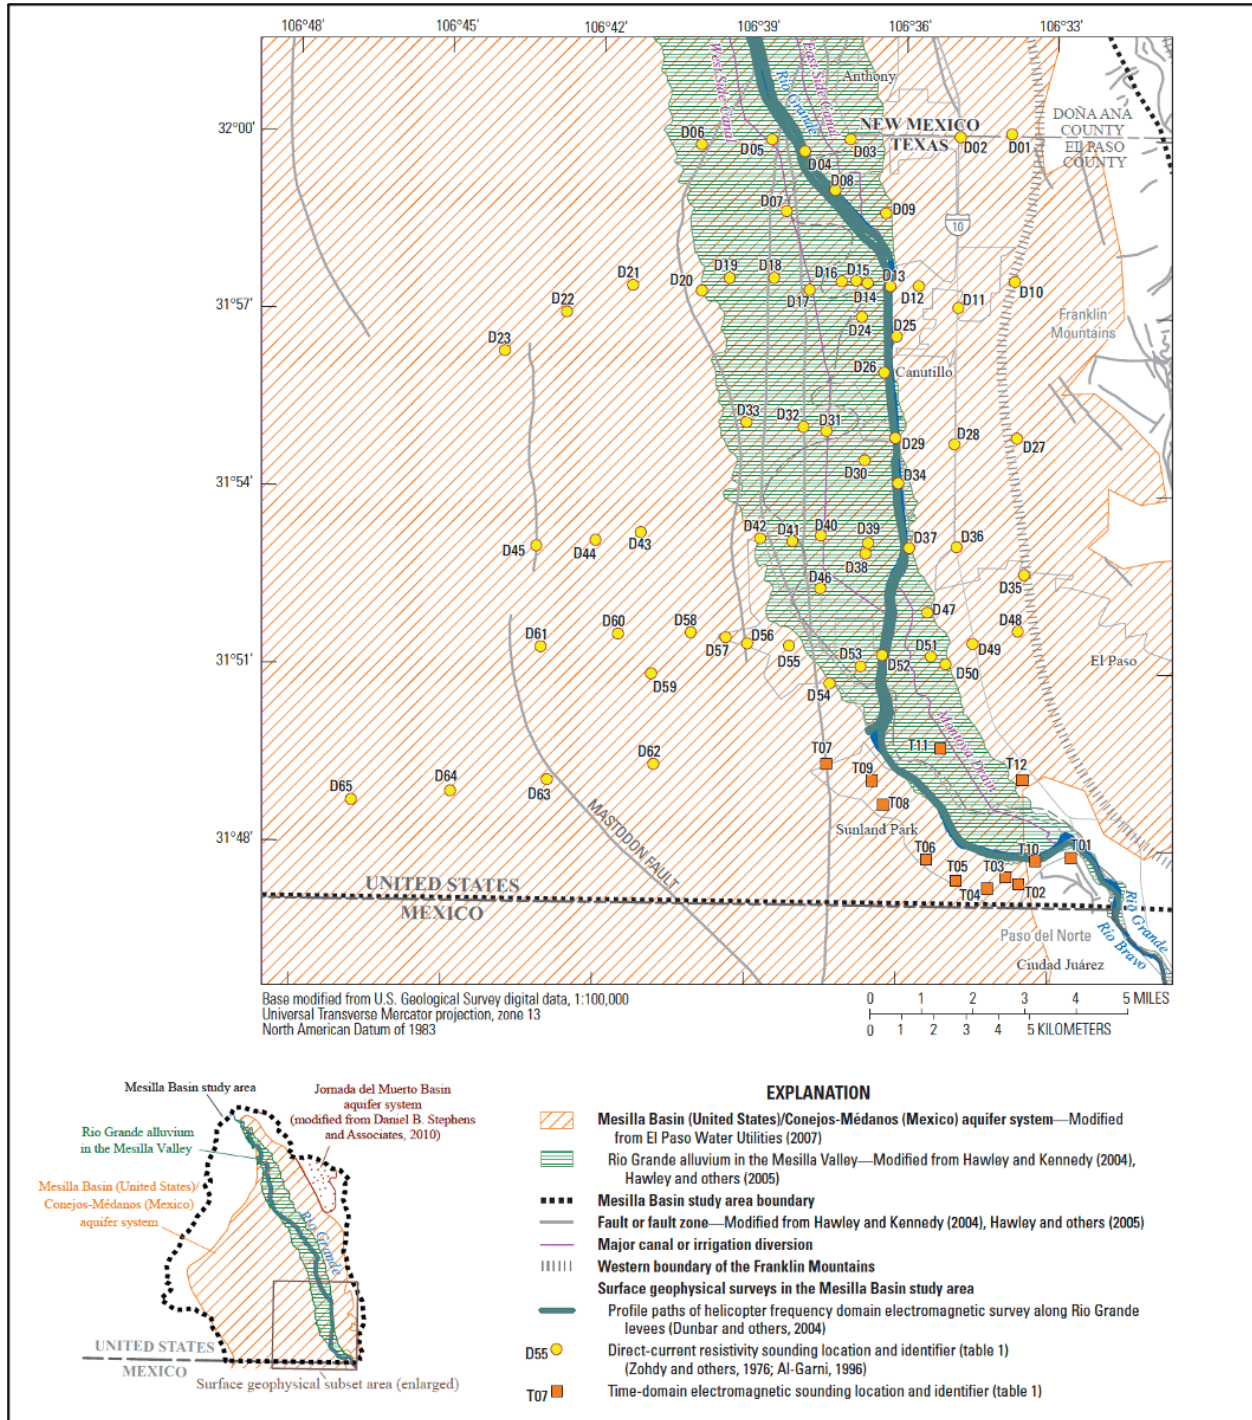 106°48'
106°45'
106°42'
106°39'
106°36'
106°33'
32°00'
31°57'
31°54'
31°51'
31°48'
West Side Canal
Rio Grande
East Side Canal
Anthony
NEW MEXICO
TEXAS
DOÑA ANA
COUNTY
EL PASO
COUNTY
D06
D05
D04
D03
D02
D01
D08
D07
D09
10
D21
D20
D19
D18
D17
D16
D15
D14
D13
D12
D11
D10
D22
D23
D24
D25
D26
Canutillo
Franklin
Mountains
D33
D32
D31
D30
D29
D28
D27
D34
D45
D44
D43
D42
D41
D40
D39
D38
D37
D36
D35
D46
D47
D48
D49
D50
D51
D52
D53
D54
D55
D56
D57
D58
D59
D60
D61
El Paso
Montoya Drain
D62
D63
D64
D65
T07
T09
T08
T11
T12
Sunland Park
T06
T05
T04
T03
T02
T10
T01
MASTODON FAULT
UNITED STATES
MEXICO
Rio Grande
Rio Bravo
Paso del Norte
Ciudad Juárez
Base modified from U.S. Geological Survey digital data, 1:100,000
Universal Transverse Mercator projection, zone 13
North American Datum of 1983
0 1 2 3 4 5 MILES
0 1 2 3 4 5 KILOMETERS
Mesilla Basin study area
Jornada del Muerto Basin
aquifer system
(modified from Daniel B. Stephens
and Associates, 2010)
Rio Grande alluvium
in the Mesilla Valley
Mesilla Basin (United States)/
Conejos-Médanos (Mexico)
aquifer system
Rio Grande
UNITED STATES
MEXICO
Surface geophysical subset area (enlarged)
EXPLANATION
Mesilla Basin (United States)/Conejos-Médanos (Mexico) aquifer system—Modified
from El Paso Water Utilities (2007)
Rio Grande alluvium in the Mesilla Valley—Modified from Hawley and Kennedy (2004),
Hawley and others (2005)
Mesilla Basin study area boundary
Fault or fault zone—Modified from Hawley and Kennedy (2004), Hawley and others (2005)
Major canal or irrigation diversion
Western boundary of the Franklin Mountains
Surface geophysical surveys in the Mesilla Basin study area
Profile paths of helicopter frequency domain electromagnetic survey along Rio Grande
levees (Dunbar and others, 2004)
D55 Direct-current resistivity sounding location and identifier (table 1)
(Zohdy and others, 1976; Al-Garni, 1996)
T07 Time-domain electromagnetic sounding location and identifier (table 1)